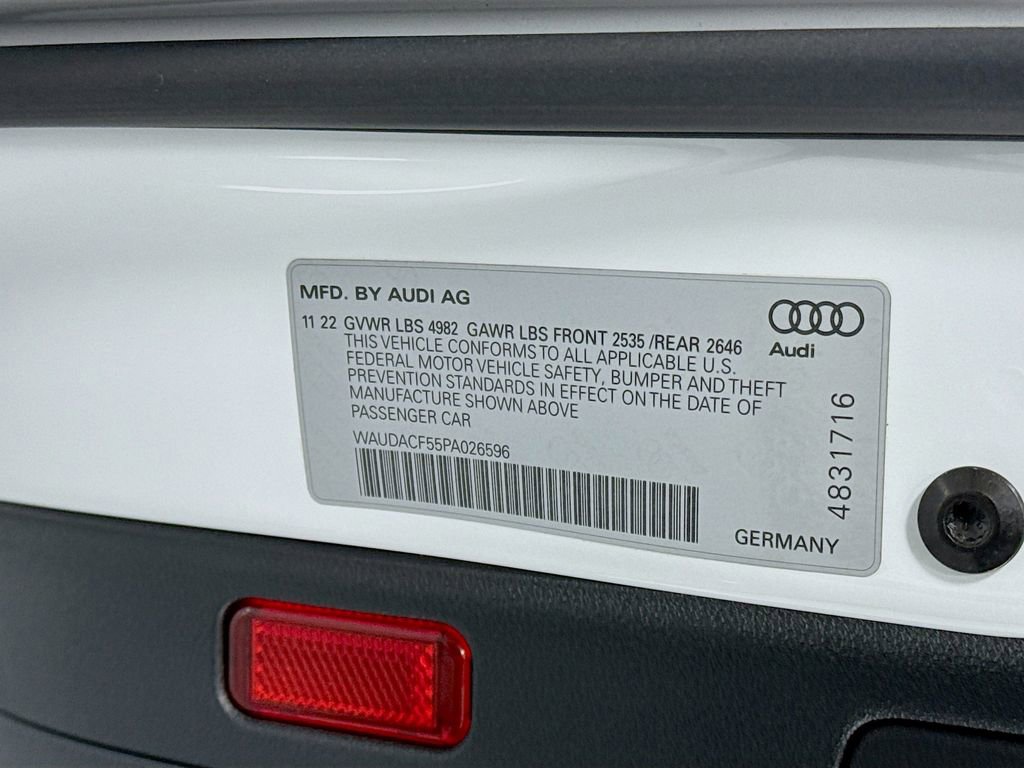 MFD. BY AUDI AG
11 22 GVWR LBS 4982 GAWR LBS FRONT 2535 /REAR 2646
THIS VEHICLE CONFORMS TO ALL APPLICABLE U.S.
FEDERAL MOTOR VEHICLE SAFETY, BUMPER AND THEFT
PREVENTION STANDARDS IN EFFECT ON THE DATE OF
MANUFACTURE SHOWN ABOVE
PASSENGER CAR
WAUDACF55PA026596
Audi
4831716
GERMANY